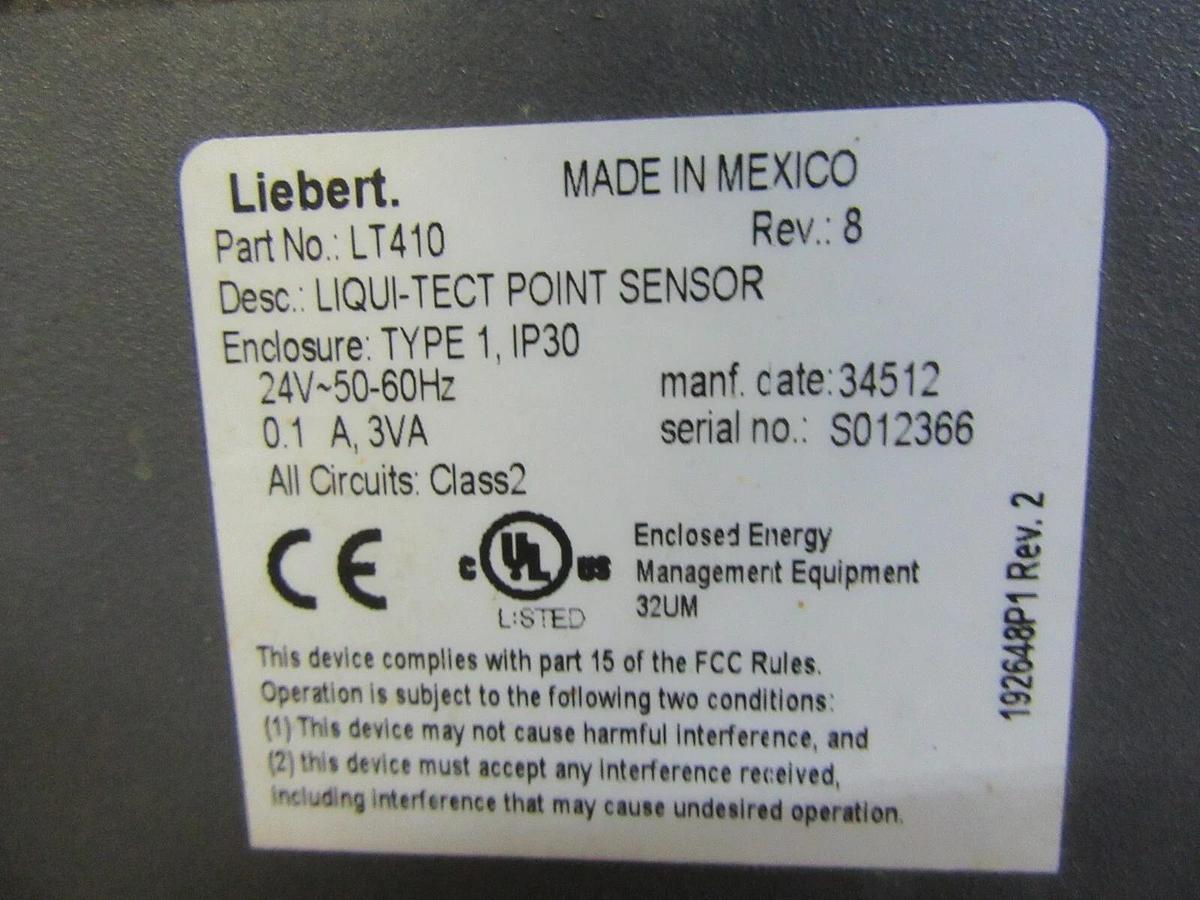 Liebert. MADE IN MEXICO
Part No.: LT410 Rev.: 8
Desc.: LIQUI-TECT POINT SENSOR
Enclosure: TYPE 1, IP30
24V~50-60Hz manf. date: 34512
0.1 A, 3VA serial no.: S012366
All Circuits: Class2
CE
C UL US
LISTED
Enclosed Energy
Management Equipment
32UM
This device complies with part 15 of the FCC Rules.
Operation is subject to the following two conditions:
(1) This device may not cause harmful interference, and
(2) this device must accept any interference received,
including interference that may cause undesired operation.
192648P1 Rev. 2